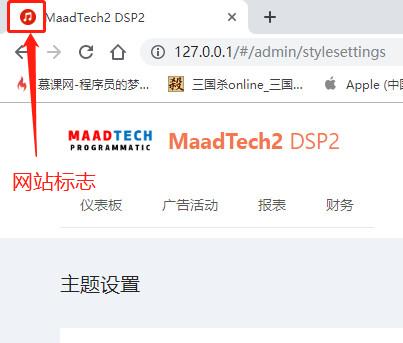 MaadTech2 DSP2
127.0.0.1/#/admin/stylesettings
慕课网-程序员的梦...
殺 三国杀online_三国...
Apple (中
MAADTECH
PROGRAMMATIC
MaadTech2 DSP2
网站标志
仪表板 广告活动 报表 财务
主题设置